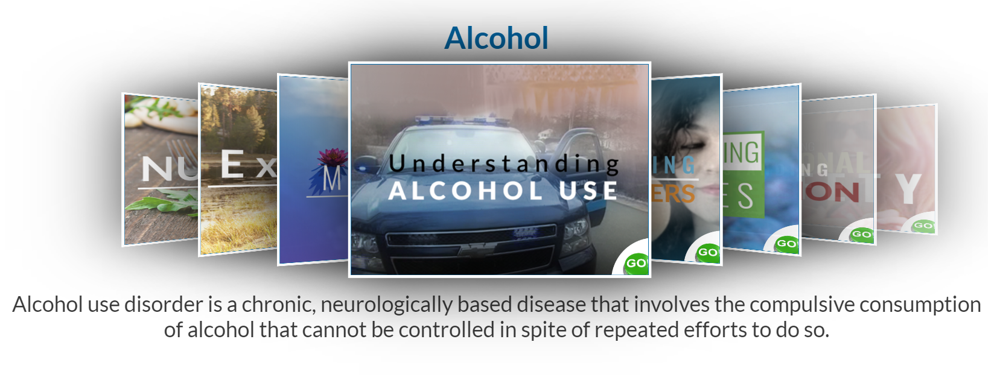 Alcohol
NU
Ex
M
Understanding
ALCOHOL USE
ING
ERS
ING
ES
NAL
NG
ON
T
Y
GO
GO
GO
GO
GO
Alcohol use disorder is a chronic, neurologically based disease that involves the compulsive consumption
of alcohol that cannot be controlled in spite of repeated efforts to do so.